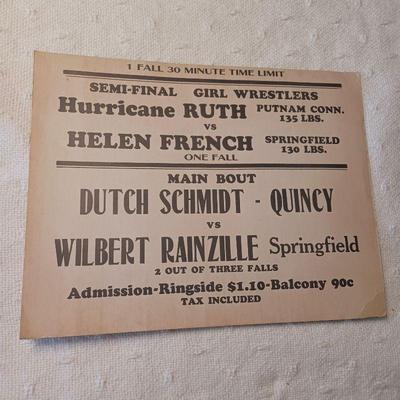 1 FALL 30 MINUTE TIME LIMIT
SEMI-FINAL GIRL WRESTLERS
Hurricane RUTH PUTNAM CONN. 135 LBS.
VS
HELEN FRENCH SPRINGFIELD 130 LBS.
ONE FALL
MAIN BOUT
DUTCH SCHMIDT - QUINCY
VS
WILBERT RAINZILLE Springfield
2 OUT OF THREE FALLS
Admission-Ringside $1.10-Balcony 90c
TAX INCLUDED